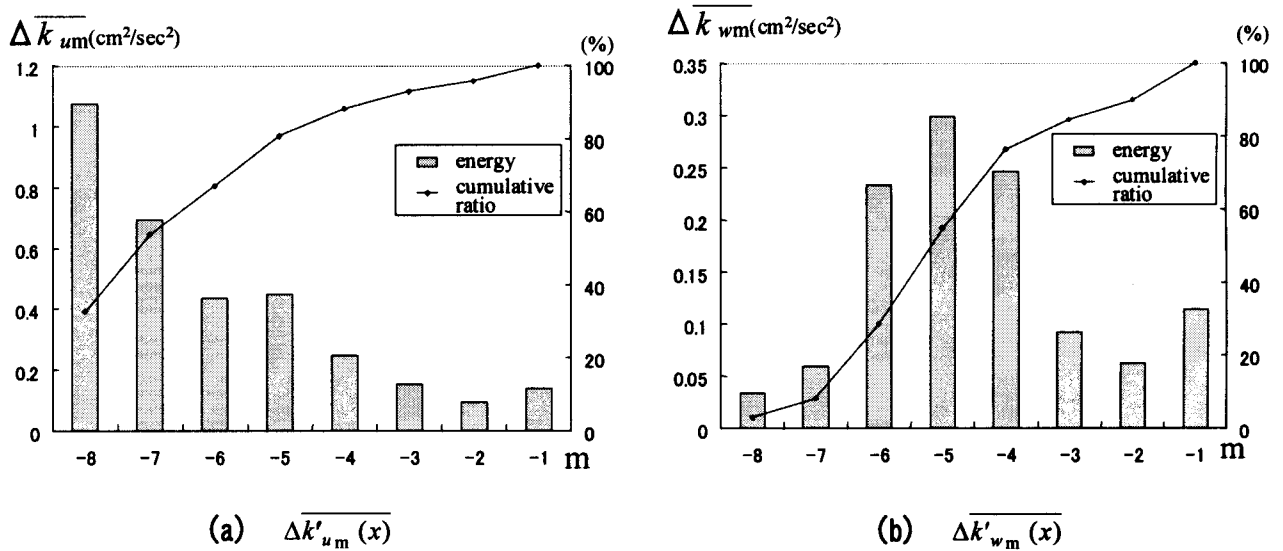 Δk̅um(cm²/sec²)
(%)
1.2
1
0.8
0.6
0.4
0.2
0
100
80
60
40
20
0
energy
cumulative
ratio
-8 -7 -6 -5 -4 -3 -2 -1 m
(a) Δk'um(x)
Δkwm(cm²/sec²)
(%)
0.35
0.3
0.25
0.2
0.15
0.1
0.05
0
100
80
60
40
20
0
energy
cumulative
ratio
-8 -7 -6 -5 -4 -3 -2 -1 m
(b) Δk'wm(x)